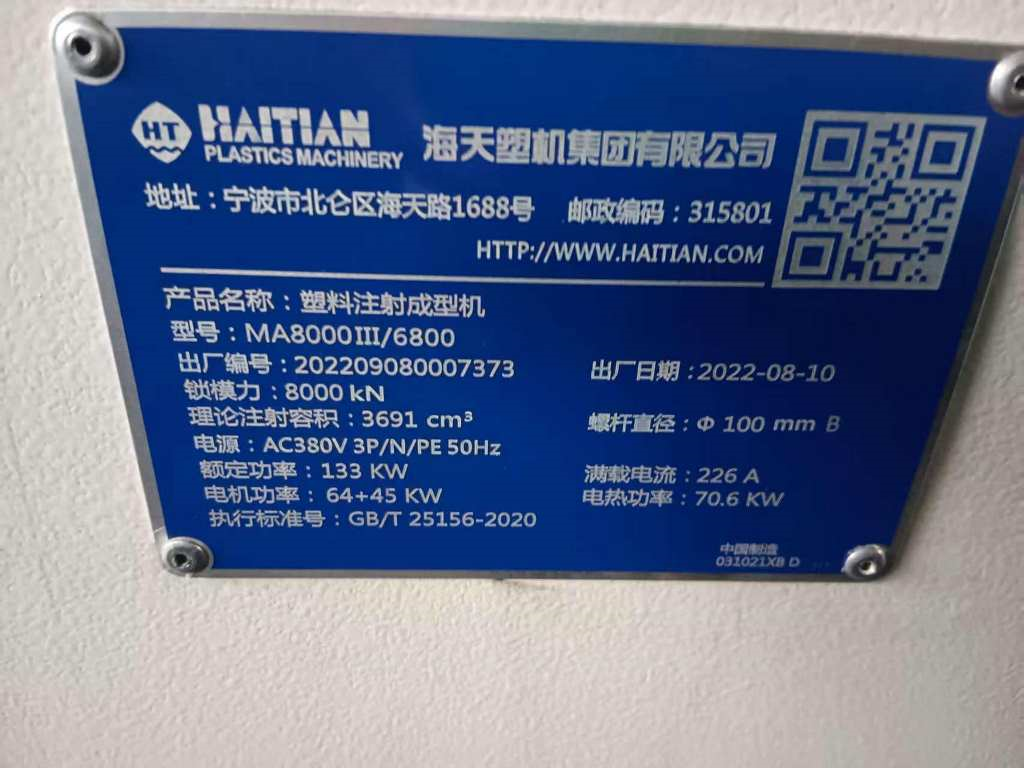 HT HAITIAN
PLASTICS MACHINERY
海天塑机集团有限公司
地址：宁波市北仑区海天路1688号 邮政编码：315801
HTTP://WWW.HAITIAN.COM
产品名称：塑料注射成型机
型号：MA8000III/6800
出厂编号：202209080007373 出厂日期：2022-08-10
锁模力：8000 kN
理论注射容积：3691 cm³ 螺杆直径：Φ 100 mm B
电源：AC380V 3P/N/PE 50Hz
额定功率：133 KW 满载电流：226 A
电机功率：64+45 KW 电热功率：70.6 KW
执行标准号：GB/T 25156-2020
中国制造
031021XB D